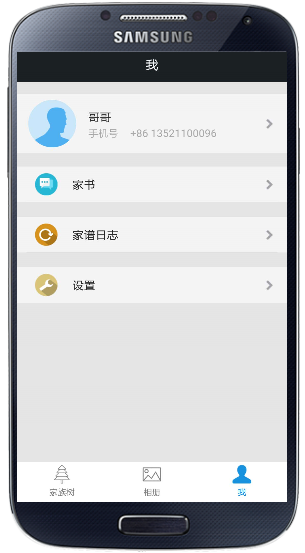 SAMSUNG
我
哥哥
手机号 +86 13521100096
家书
家谱日志
设置
家族树 相册 我